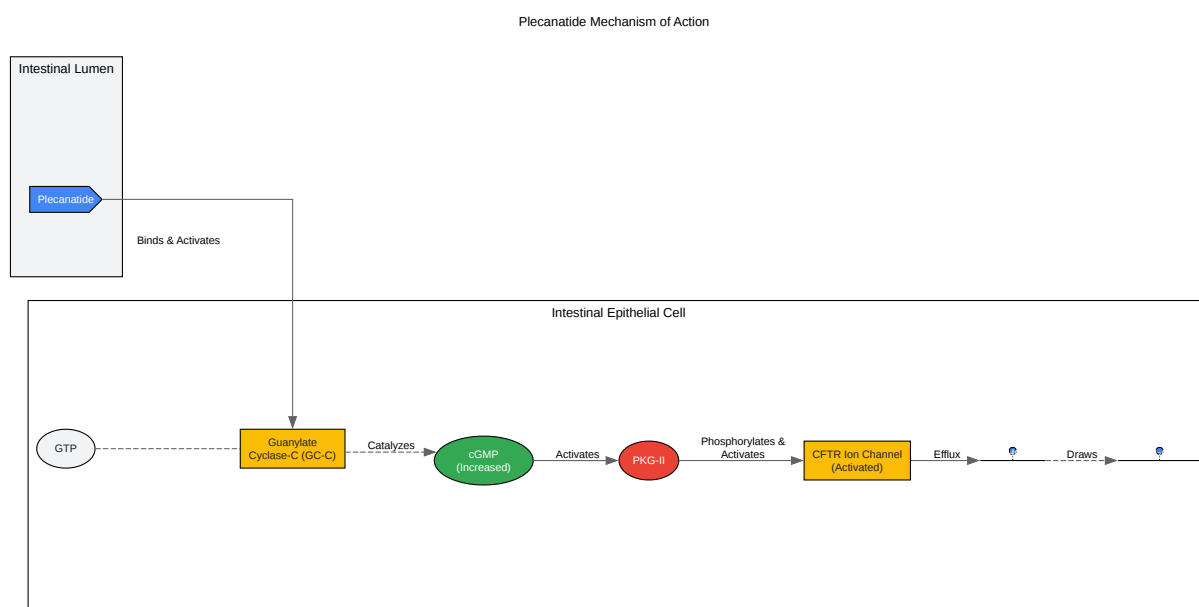 Plecanatide Mechanism of Action
Intestinal Lumen
Plecanatide
Binds & Activates
Intestinal Epithelial Cell
GTP
Guanylate
Cyclase-C (GC-C)
Catalyzes
cGMP
(Increased)
Activates
PKG-II
Phosphorylates &
Activates
CFTR Ion Channel
(Activated)
Efflux
Draws